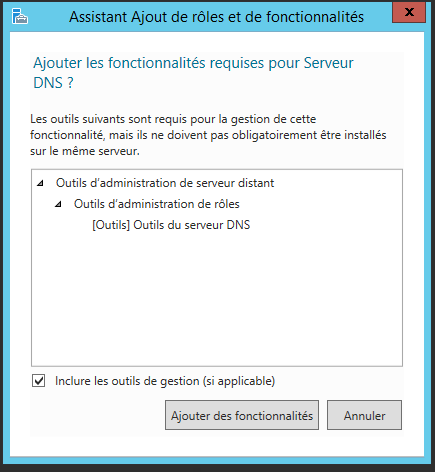 Assistant Ajout de rôles et de fonctionnalités
x
Ajouter les fonctionnalités requises pour Serveur
DNS ?
Les outils suivants sont requis pour la gestion de cette
fonctionnalité, mais ils ne doivent pas obligatoirement être installés
sur le même serveur.
Outils d'administration de serveur distant
Outils d'administration de rôles
[Outils] Outils du serveur DNS
Inclure les outils de gestion (si applicable)
Ajouter des fonctionnalités
Annuler